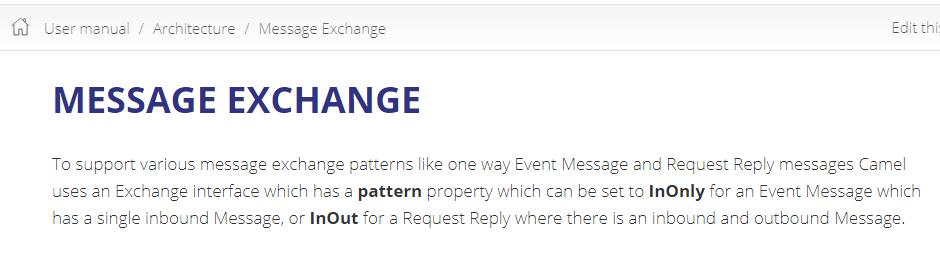 User manual / Architecture / Message Exchange Edit this
MESSAGE EXCHANGE
To support various message exchange patterns like one way Event Message and Request Reply messages Camel
uses an Exchange interface which has a pattern property which can be set to InOnly for an Event Message which
has a single inbound Message, or InOut for a Request Reply where there is an inbound and outbound Message.